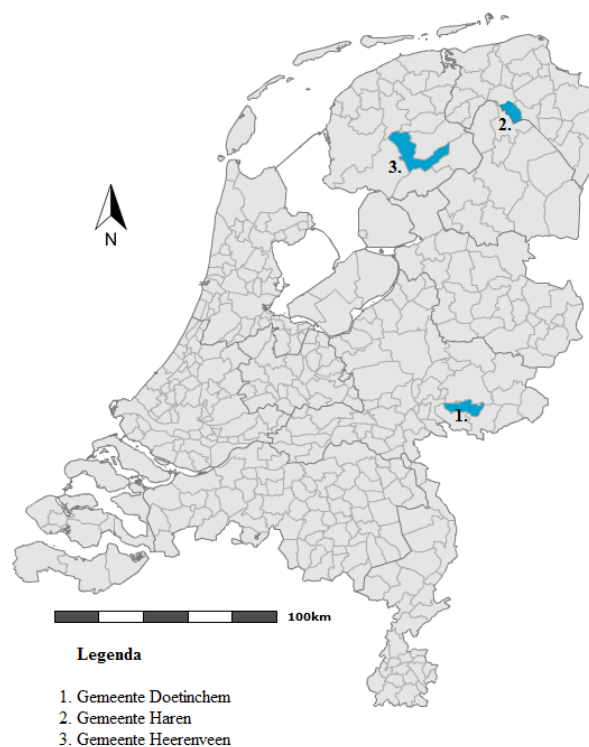 2.
3.
N
1.
100km
Legenda
1. Gemeente Doetinchem
2. Gemeente Haren
3. Gemeente Heerenveen